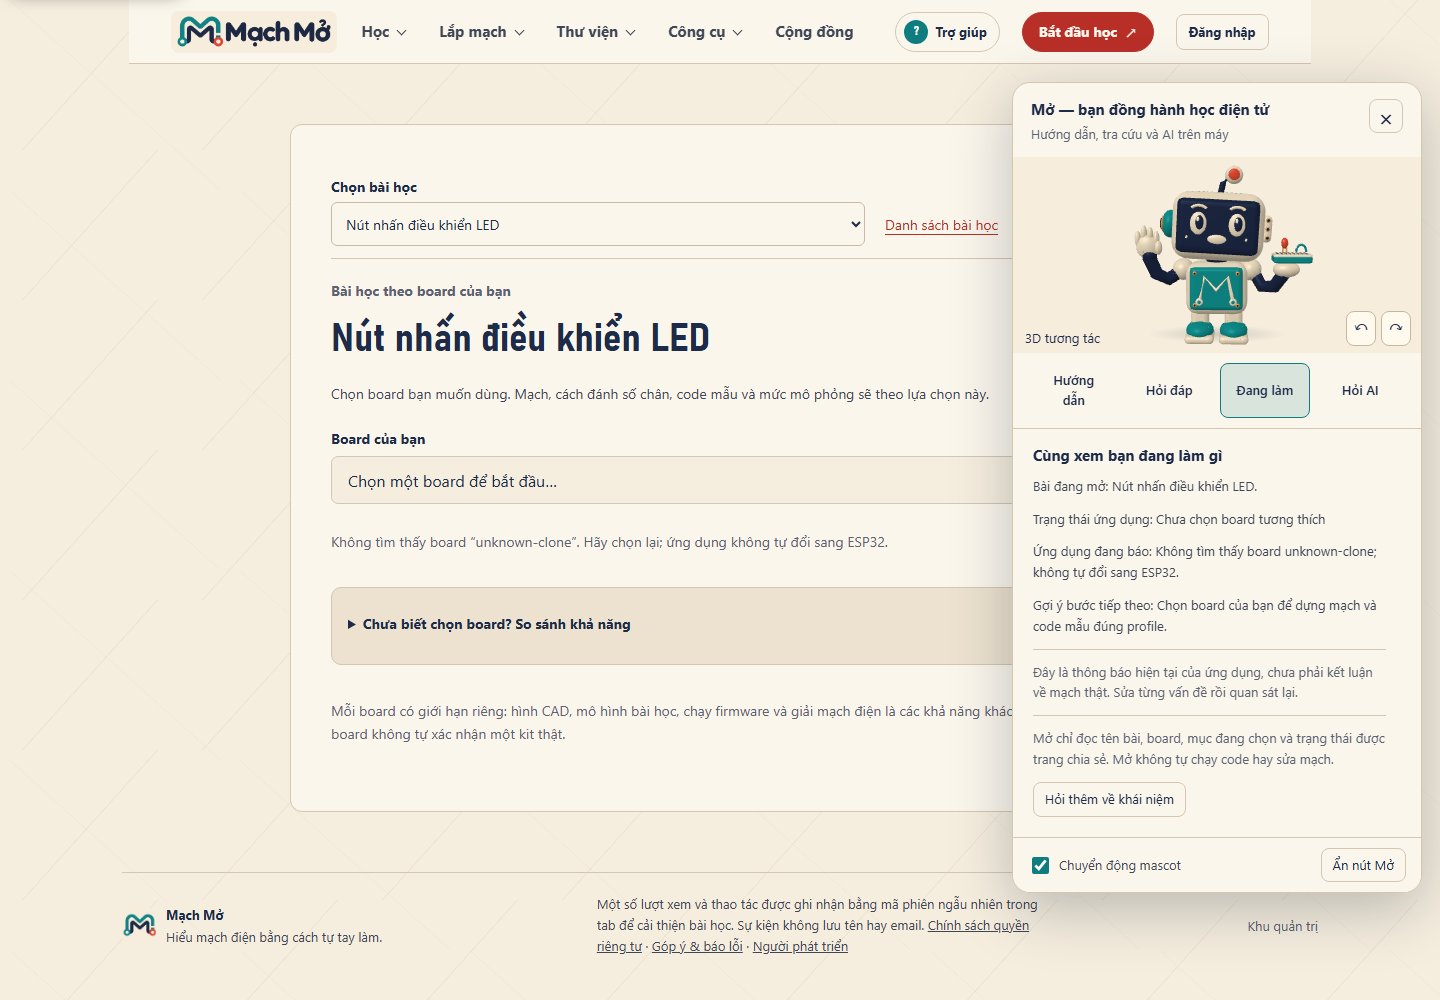 Mạch Mở
Học
Lắp mạch
Thư viện
Công cụ
Cộng đồng
? Trợ giúp
Bắt đầu học ↗
Đăng nhập
Chọn bài học
Nút nhấn điều khiển LED
Danh sách bài học
Bài học theo board của bạn
Nút nhấn điều khiển LED
Chọn board bạn muốn dùng. Mạch, cách đánh số chân, code mẫu và mức mô phỏng sẽ theo lựa chọn này.
Board của bạn
Chọn một board để bắt đầu...
Không tìm thấy board “unknown-clone”. Hãy chọn lại; ứng dụng không tự đổi sang ESP32.
Chưa biết chọn board? So sánh khả năng
Mỗi board có giới hạn riêng: hình CAD, mô hình bài học, chạy firmware và giải mạch điện là các khả năng khác
board không tự xác nhận một kit thật.
Mở — bạn đồng hành học điện tử
Hướng dẫn, tra cứu và AI trên máy
3D tương tác
Hướng
dẫn
Hỏi đáp
Đang làm
Hỏi AI
Cùng xem bạn đang làm gì
Bài đang mở: Nút nhấn điều khiển LED.
Trạng thái ứng dụng: Chưa chọn board tương thích
Ứng dụng đang báo: Không tìm thấy board unknown-clone;
không tự đổi sang ESP32.
Gợi ý bước tiếp theo: Chọn board của bạn để dựng mạch và
code mẫu đúng profile.
Đây là thông báo hiện tại của ứng dụng, chưa phải kết luận
về mạch thật. Sửa từng vấn đề rồi quan sát lại.
Mở chỉ đọc tên bài, board, mục đang chọn và trạng thái được
trang chia sẻ. Mở không tự chạy code hay sửa mạch.
Hỏi thêm về khái niệm
Chuyển động mascot
Ẩn nút Mở
Mạch Mở
Hiểu mạch điện bằng cách tự tay làm.
Một số lượt xem và thao tác được ghi nhận bằng mã phiên ngẫu nhiên trong
tab để cải thiện bài học. Sự kiện không lưu tên hay email. Chính sách quyền
riêng tư · Góp ý & báo lỗi · Người phát triển
Khu quản trị